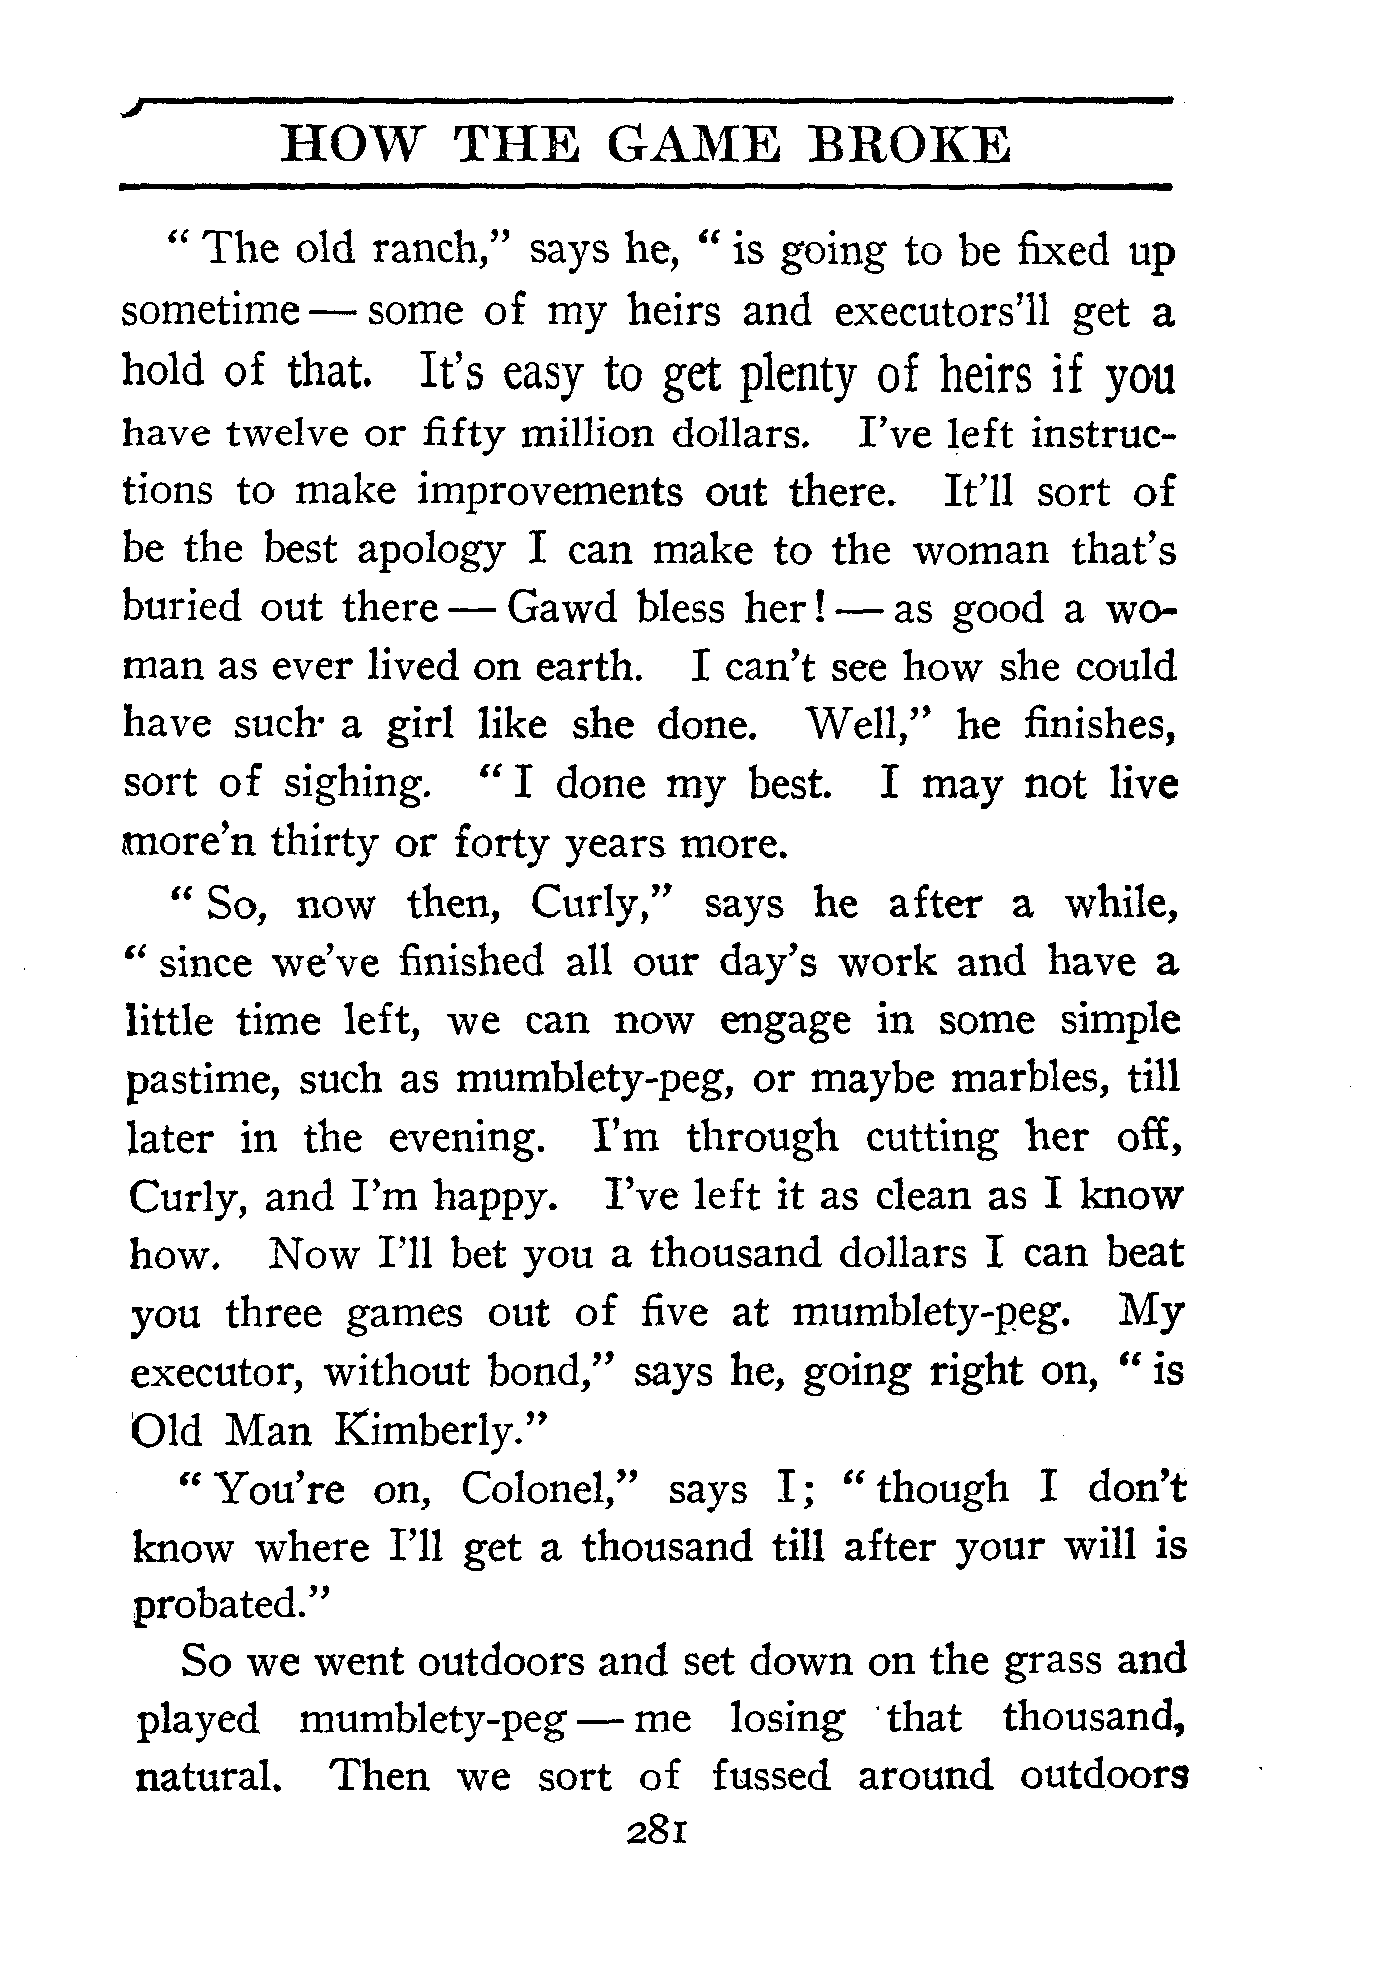 HOW THE GAME BROKE
“ The old ranch,” says he, “ is going to be fixed up
sometime — some of my heirs and executors'll get a
hold of that. It's easy to get plenty of heirs if you
have twelve or fifty million dollars. I've left instruc-
tions to make improvements out there. It'll sort of
be the best apology I can make to the woman that's
buried out there — Gawd bless her! — as good a wo-
man as ever lived on earth. I can't see how she could
have such a girl like she done. Well,” he finishes,
sort of sighing. “ I done my best. I may not live
more'n thirty or forty years more.
“ So, now then, Curly,” says he after a while,
“ since we've finished all our day's work and have a
little time left, we can now engage in some simple
pastime, such as mumblety-peg, or maybe marbles, till
later in the evening. I'm through cutting her off,
Curly, and I'm happy. I've left it as clean as I know
how. Now I'll bet you a thousand dollars I can beat
you three games out of five at mumblety-peg. My
executor, without bond,” says he, going right on, “ is
Old Man Kimberly.”
“ You're on, Colonel,” says I; “ though I don't
know where I'll get a thousand till after your will is
probated.”
So we went outdoors and set down on the grass and
played mumblety-peg — me losing that thousand,
natural. Then we sort of fussed around outdoors
281